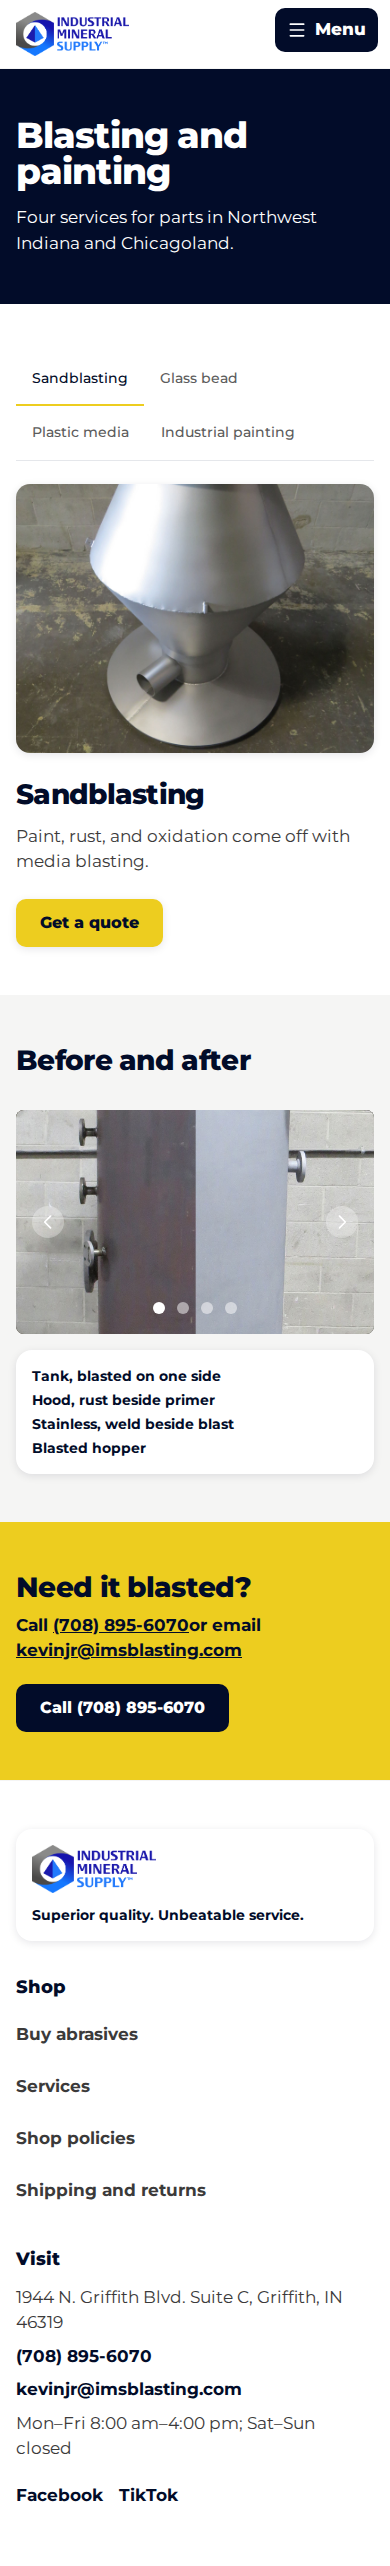 INDUSTRIAL
MINERAL
SUPPLY™
Menu
Blasting and
painting
Four services for parts in Northwest
Indiana and Chicagoland.
Sandblasting
Glass bead
Plastic media
Industrial painting
Sandblasting
Paint, rust, and oxidation come off with
media blasting.
Get a quote
Before and after
Tank, blasted on one side
Hood, rust beside primer
Stainless, weld beside blast
Blasted hopper
Need it blasted?
Call (708) 895-6070or email
kevinjr@imsblasting.com
Call (708) 895-6070
INDUSTRIAL
MINERAL
SUPPLY™
Superior quality. Unbeatable service.
Shop
Buy abrasives
Services
Shop policies
Shipping and returns
Visit
1944 N. Griffith Blvd. Suite C, Griffith, IN
46319
(708) 895-6070
kevinjr@imsblasting.com
Mon–Fri 8:00 am–4:00 pm; Sat–Sun
closed
Facebook TikTok